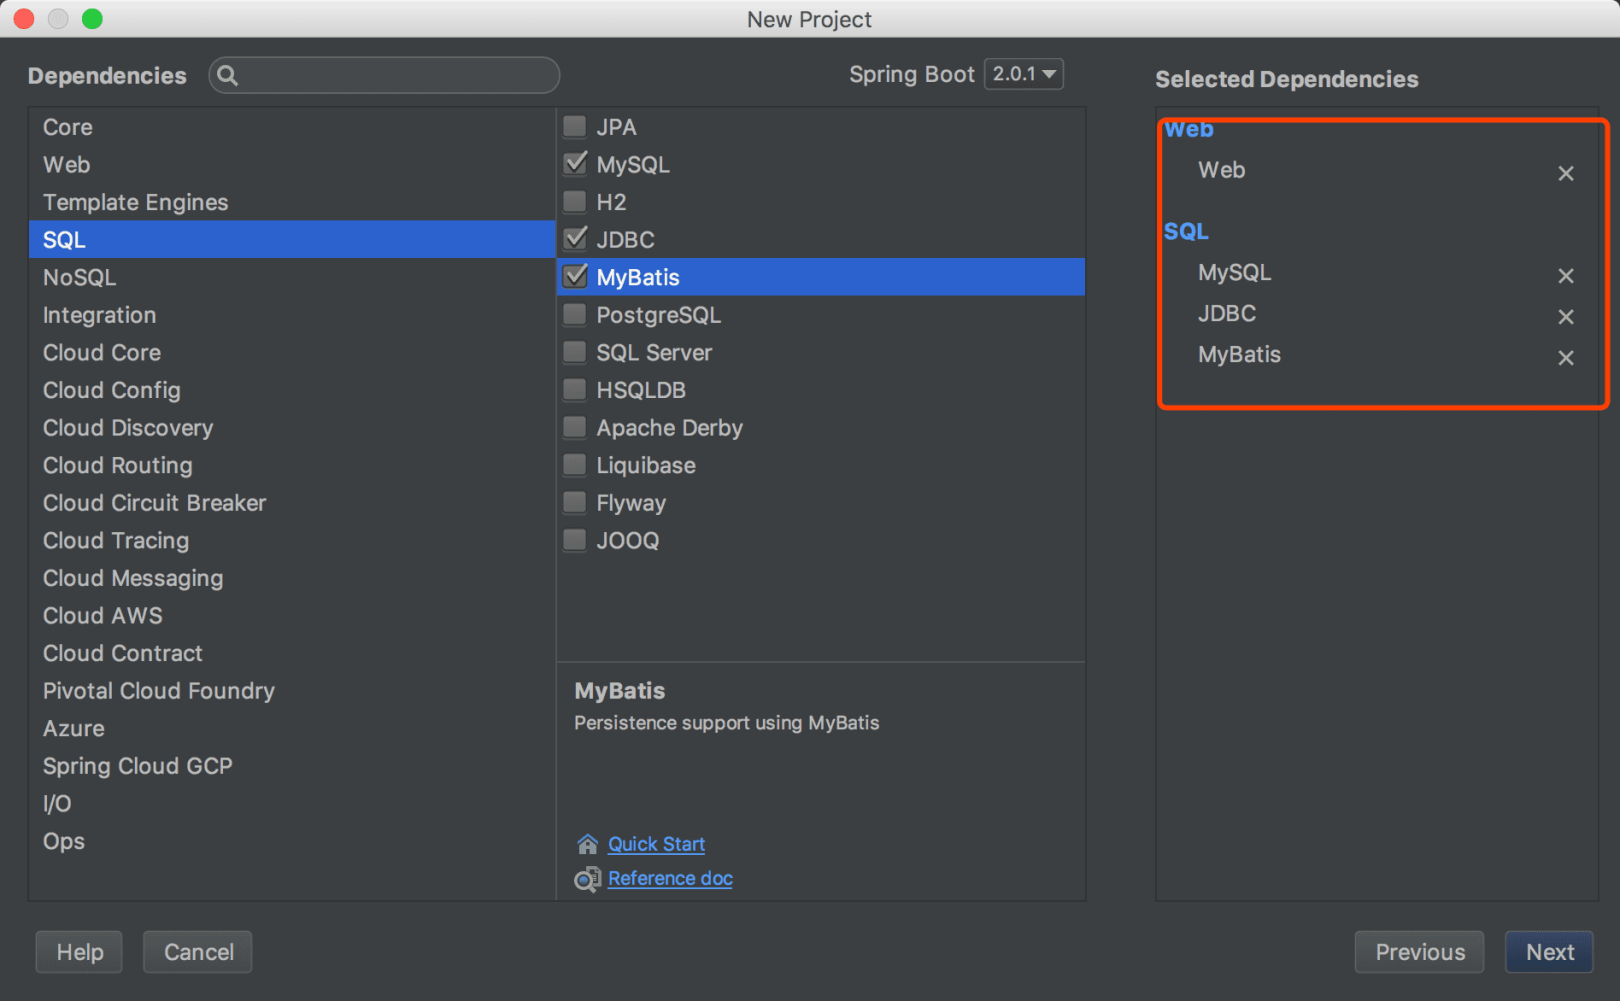 New Project
Dependencies
Spring Boot 2.0.1
Selected Dependencies
Core
Web
Template Engines
SQL
NoSQL
Integration
Cloud Core
Cloud Config
Cloud Discovery
Cloud Routing
Cloud Circuit Breaker
Cloud Tracing
Cloud Messaging
Cloud AWS
Cloud Contract
Pivotal Cloud Foundry
Azure
Spring Cloud GCP
I/O
Ops
JPA
MySQL
H2
JDBC
MyBatis
PostgreSQL
SQL Server
HSQLDB
Apache Derby
Liquibase
Flyway
JOOQ
MyBatis
Persistence support using MyBatis
Quick Start
Reference doc
Web
Web
SQL
MySQL
JDBC
MyBatis
Help
Cancel
Previous
Next